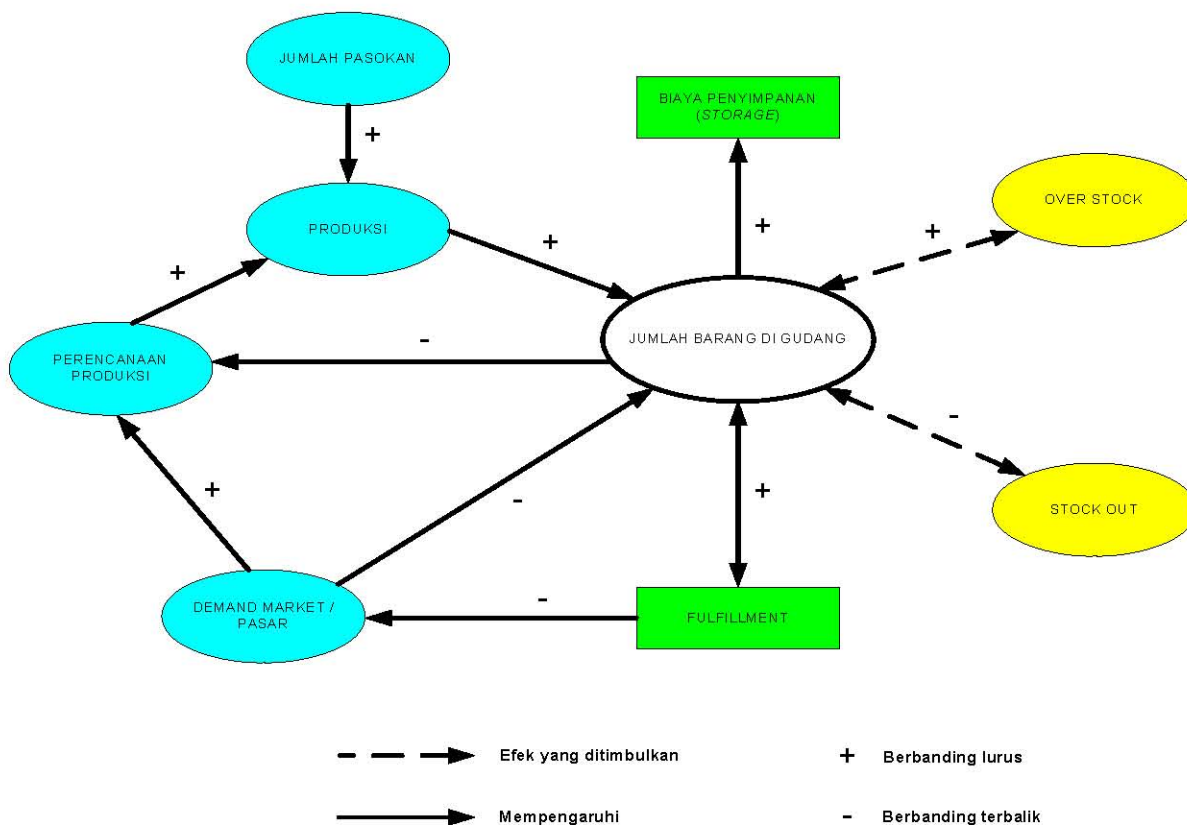 JUMLAH PASOKAN
BIAYA PENYIMPANAN
(STORAGE)
+
OVER STOCK
PRODUKSI
+
+
+
+
JUMLAH BARANG DI GUDANG
-
PERENCANAAN
PRODUKSI
-
+
+
-
STOCK OUT
DEMAND MARKET /
PASAR
-
FULFILLMENT
Efek yang ditimbulkan
+ Berbanding lurus
Mempengaruhi
- Berbanding terbalik